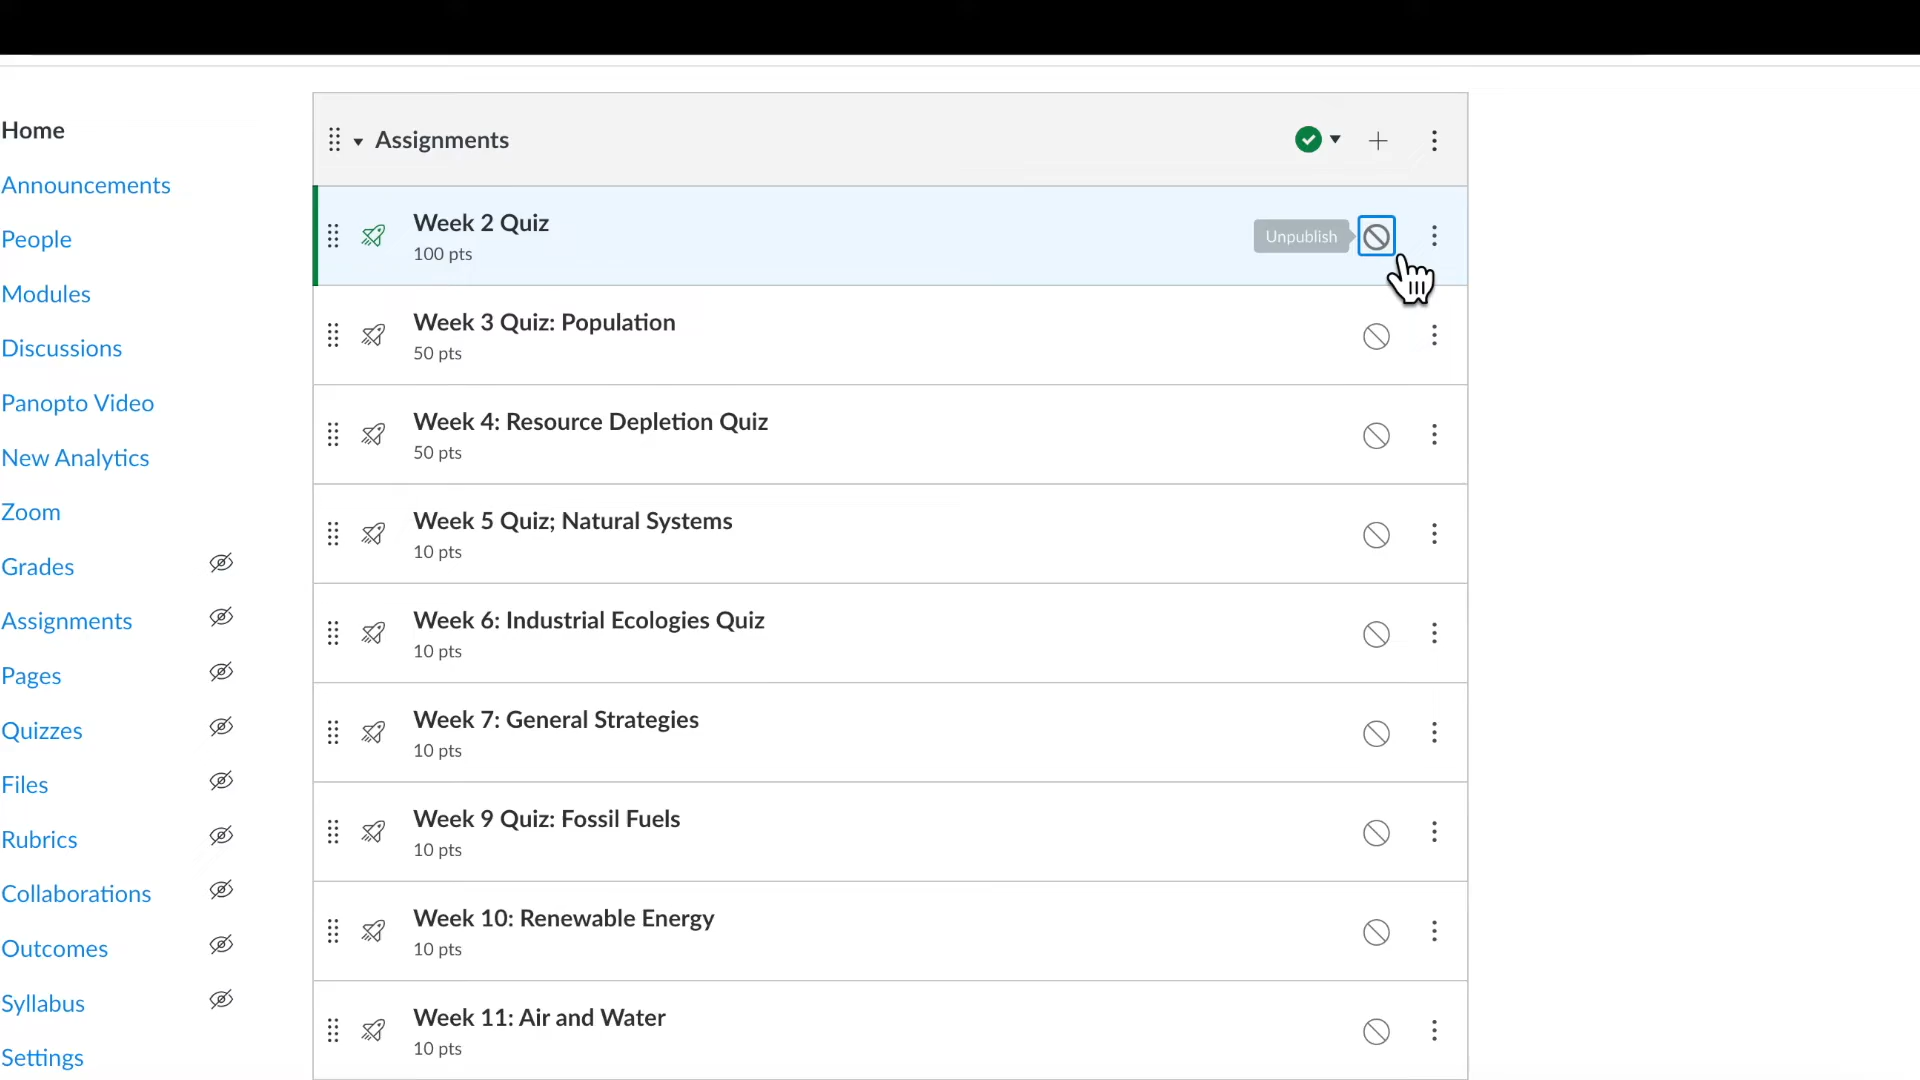 Home
Announcements
People
Modules
Discussions
Panopto Video
New Analytics
Zoom
Grades
Assignments
Pages
Quizzes
Files
Rubrics
Collaborations
Outcomes
Syllabus
Settings
Assignments
Week 2 Quiz
100 pts
Unpublish
Week 3 Quiz: Population
50 pts
Week 4: Resource Depletion Quiz
50 pts
Week 5 Quiz; Natural Systems
10 pts
Week 6: Industrial Ecologies Quiz
10 pts
Week 7: General Strategies
10 pts
Week 9 Quiz: Fossil Fuels
10 pts
Week 10: Renewable Energy
10 pts
Week 11: Air and Water
10 pts